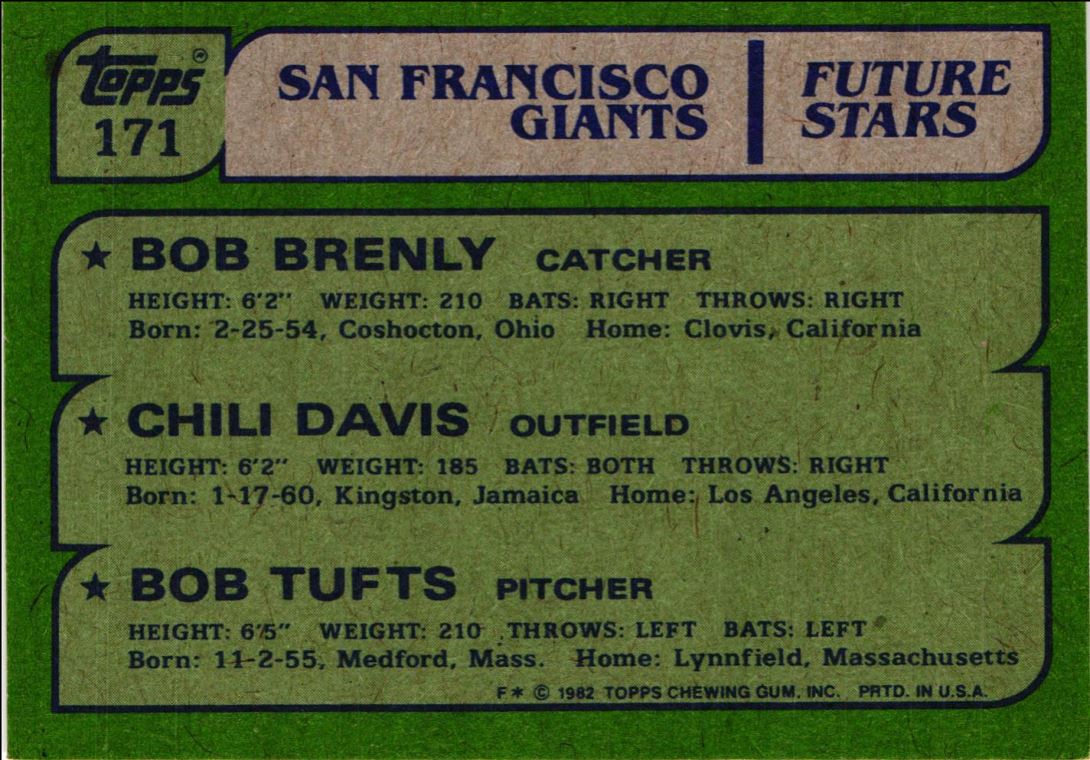 Topps®
171
SAN FRANCISCO
GIANTS
FUTURE
STARS
★ BOB BRENLY CATCHER
HEIGHT: 6'2" WEIGHT: 210 BATS: RIGHT THROWS: RIGHT
Born: 2-25-54, Coshocton, Ohio Home: Clovis, California
★ CHILI DAVIS OUTFIELD
HEIGHT: 6'2" WEIGHT: 185 BATS: BOTH THROWS: RIGHT
Born: 1-17-60, Kingston, Jamaica Home: Los Angeles, California
★ BOB TUFTS PITCHER
HEIGHT: 6'5" WEIGHT: 210 THROWS: LEFT BATS: LEFT
Born: 11-2-55, Medford, Mass. Home: Lynnfield, Massachusetts
F* © 1982 TOPPS CHEWING GUM, INC. PRTD. IN U.S.A.